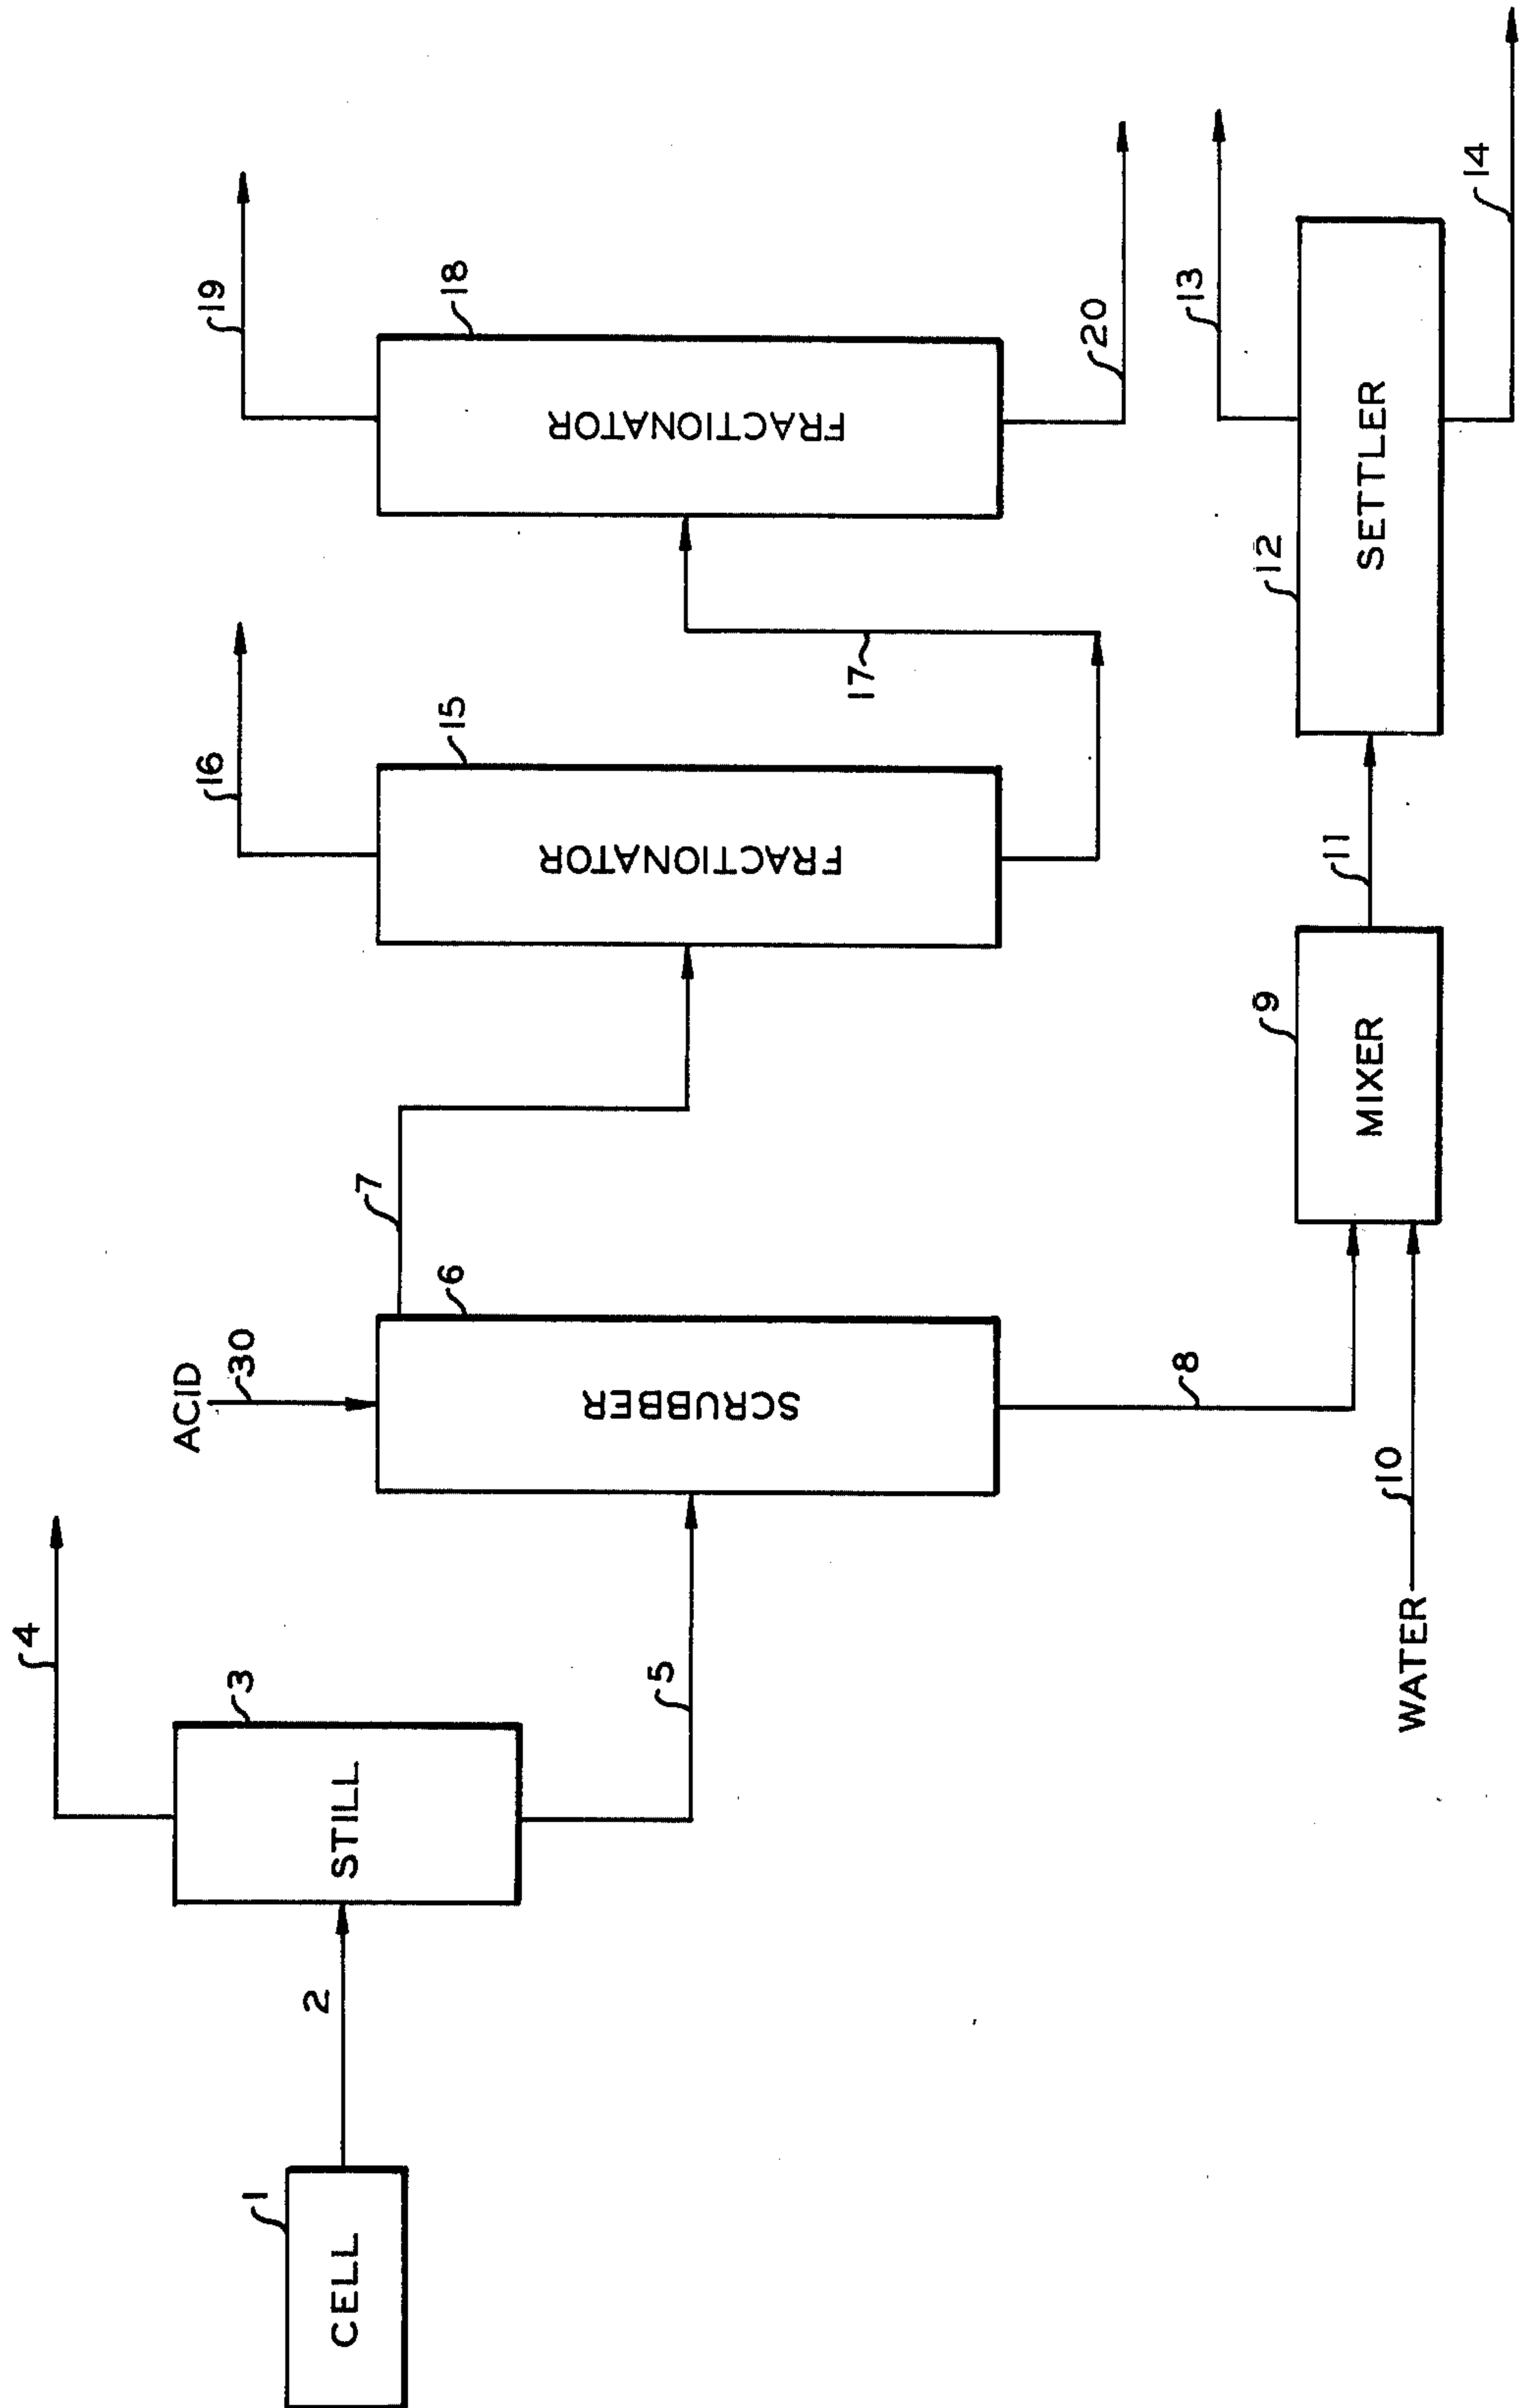 CELL
1
2
STILL
3
4
5
ACID
30
SCRUBBER
6
7
8
WATER
10
MIXER
9
11
SETTLER
12
13
14
FRACTIONATOR
15
16
17
FRACTIONATOR
18
19
20